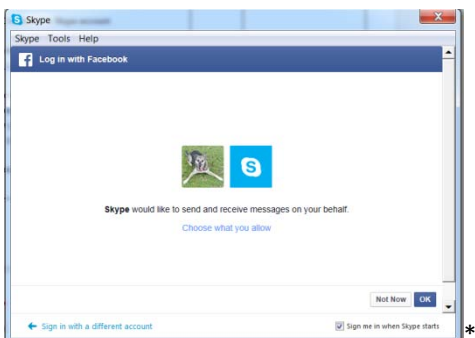 Skype
Skype Tools Help
Log in with Facebook
Skype would like to send and receive messages on your behalf.
Choose what you allow
Not Now OK
Sign in with a different account
Sign me in when Skype starts
*